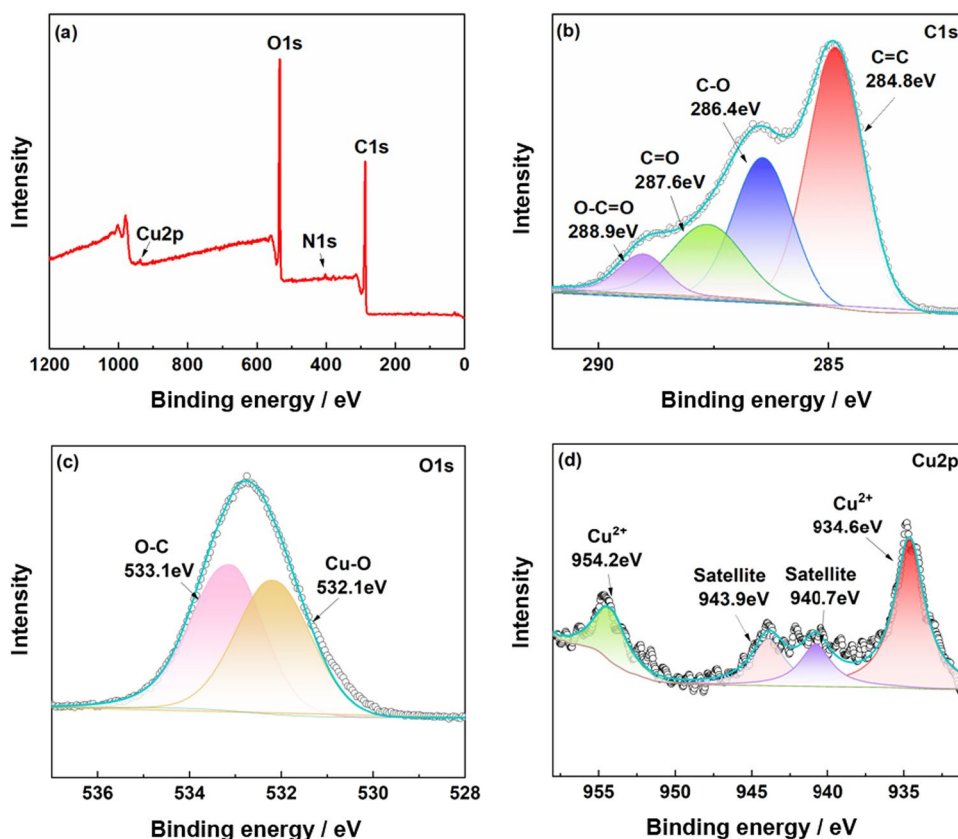 (a)
O1s
C1s
Cu2p
N1s
Intensity
1200 1000 800 600 400 200 0
Binding energy / eV
(b)
C1s
C=C
284.8eV
C-O
286.4eV
C=O
287.6eV
O-C=O
288.9eV
Intensity
290 285
Binding energy / eV
(c)
O1s
O-C
533.1eV
Cu-O
532.1eV
Intensity
536 534 532 530 528
Binding energy / eV
(d)
Cu2p
Cu2+
934.6eV
Cu2+
954.2eV
Satellite
943.9eV
Satellite
940.7eV
Intensity
955 950 945 940 935
Binding energy / eV